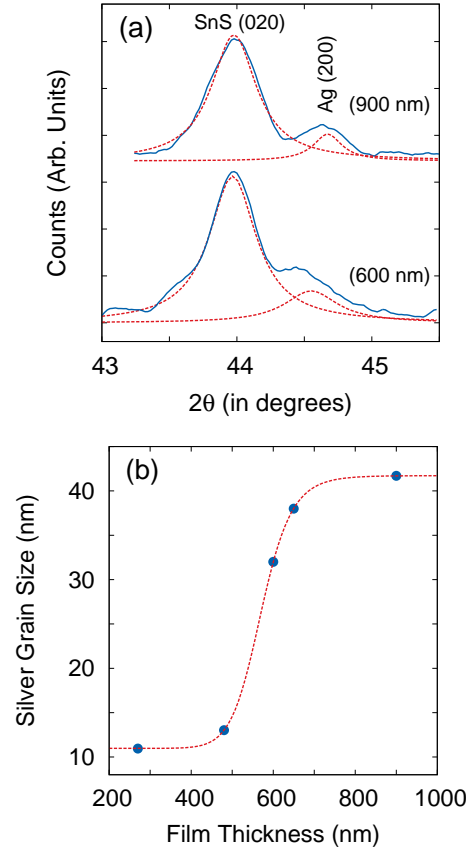 (a)
SnS (020)
Ag (200)
(900 nm)
(600 nm)
Counts (Arb. Units)
43
44
45
2θ (in degrees)
(b)
40
30
20
10
Silver Grain Size (nm)
200
400
600
800
1000
Film Thickness (nm)